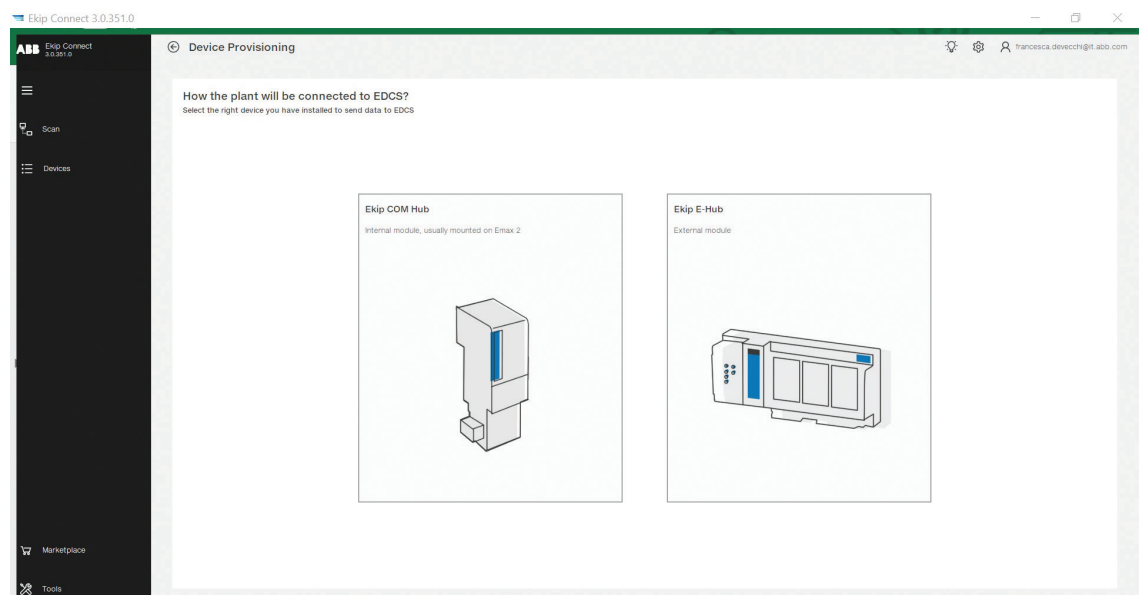 Ekip Connect 3.0.351.0
ABB Ekip Connect
3.0.351.0
Device Provisioning
francesca.devecchi@it.abb.com
How the plant will be connected to EDCS?
Select the right device you have installed to send data to EDCS
Scan
Devices
Ekip COM Hub
Internal module, usually mounted on Emax 2
Ekip E-Hub
External module
Marketplace
Tools